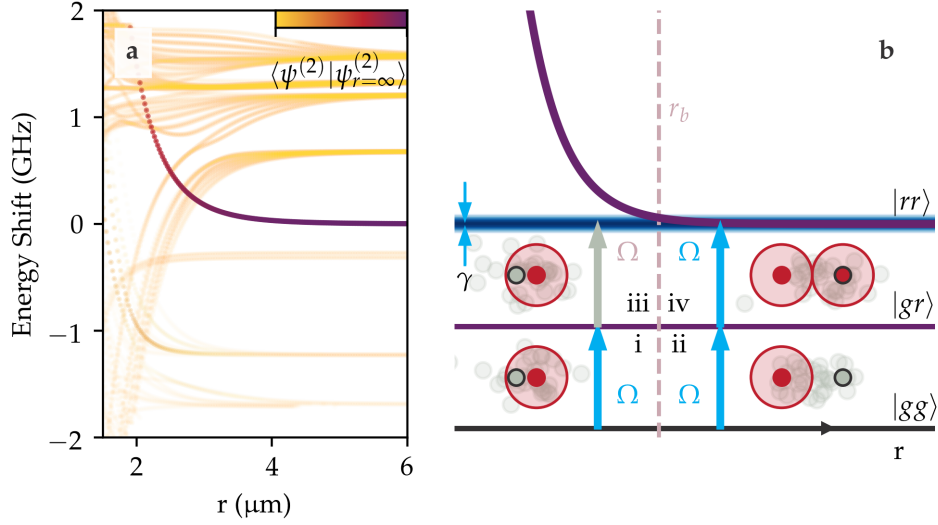 a
⟨ψ^(2)|ψ^(2)_r=∞⟩
2
1
0
−1
−2
Energy Shift (GHz)
2
4
6
r (μm)
b
r_b
|rr⟩
γ
Ω
Ω
iii
iv
|gr⟩
i
ii
Ω
Ω
|gg⟩
r